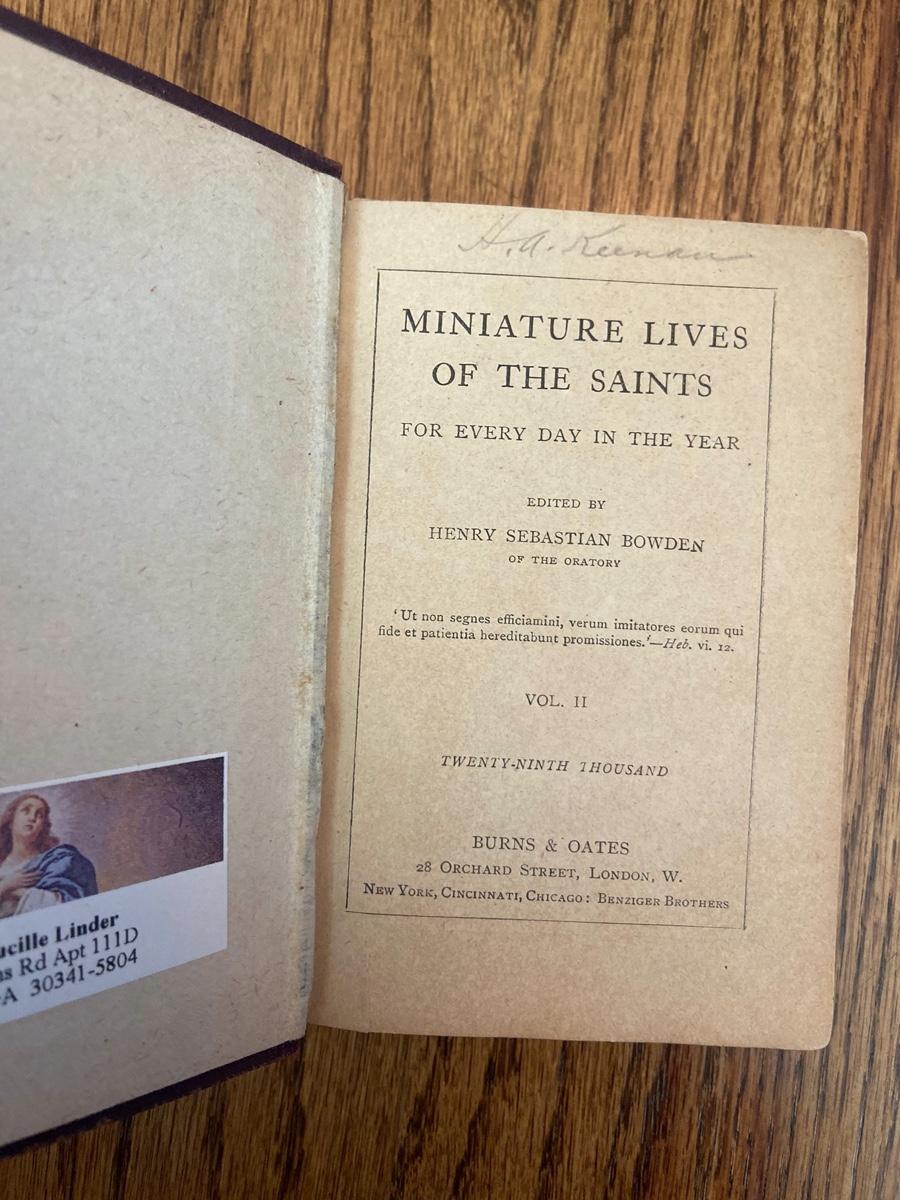 H. A. Keenan
MINIATURE LIVES
OF THE SAINTS
FOR EVERY DAY IN THE YEAR
EDITED BY
HENRY SEBASTIAN BOWDEN
OF THE ORATORY
'Ut non segnes efficiamini, verum imitatores eorum qui
fide et patientia hereditabunt promissiones.'—Heb. vi. 12.
VOL. II
TWENTY-NINTH THOUSAND
BURNS & OATES
28 ORCHARD STREET, LONDON, W.
NEW YORK, CINCINNATI, CHICAGO: BENZIGER BROTHERS
Linder
Rd Apt 111D
30341-5804